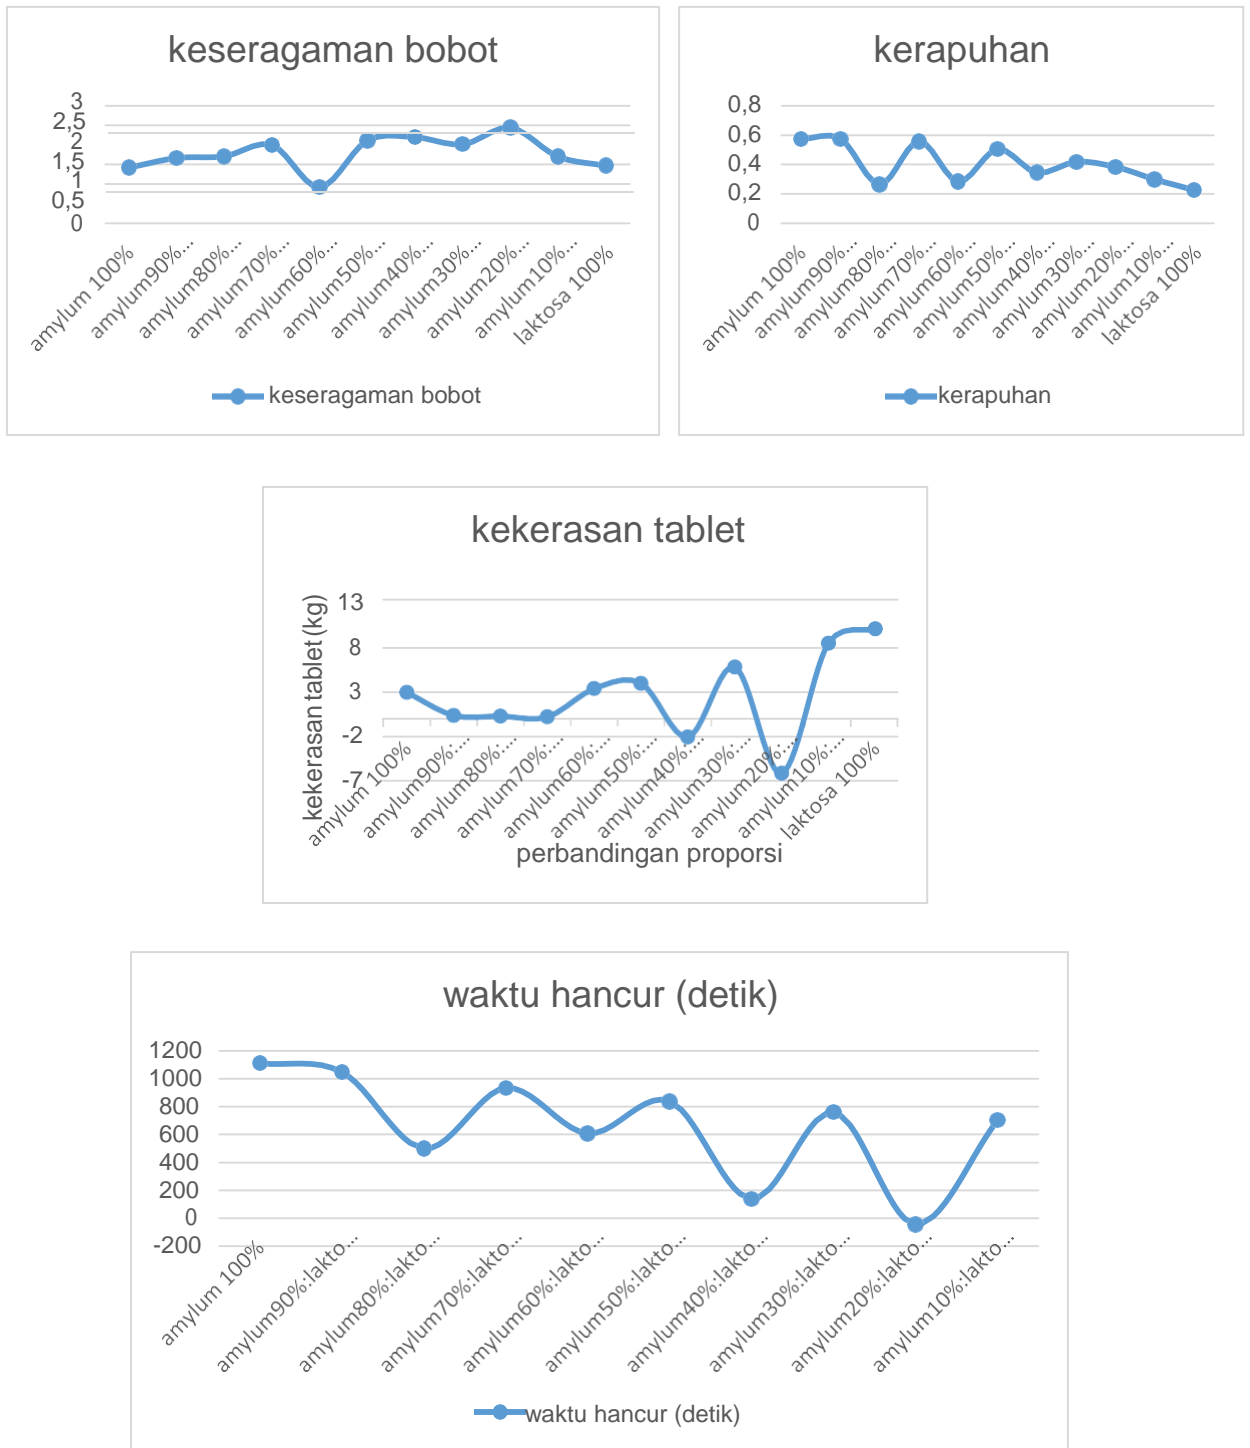 keseragaman bobot
3
2,5
2
1,5
1
0,5
0
amylum 100%
amylum90%...
amylum80%...
amylum70%...
amylum60%...
amylum50%...
amylum40%...
amylum30%...
amylum20%...
amylum10%...
laktosa 100%
keseragaman bobot
kerapuhan
0,8
0,6
0,4
0,2
0
amylum 100%
amylum90%...
amylum80%...
amylum70%...
amylum60%...
amylum50%...
amylum40%...
amylum30%...
amylum20%...
amylum10%...
laktosa 100%
kerapuhan
kekerasan tablet
kekerasan tablet (kg)
13
8
3
-2
-7
amylum 100%
amylum90%:...
amylum80%:...
amylum70%:...
amylum60%:...
amylum50%:...
amylum40%:...
amylum30%:...
amylum20%:...
amylum10%:...
laktosa 100%
perbandingan proporsi
waktu hancur (detik)
1200
1000
800
600
400
200
0
-200
amylum 100%
amylum90%:lakto...
amylum80%:lakto...
amylum70%:lakto...
amylum60%:lakto...
amylum50%:lakto...
amylum40%:lakto...
amylum30%:lakto...
amylum20%:lakto...
amylum10%:lakto...
waktu hancur (detik)